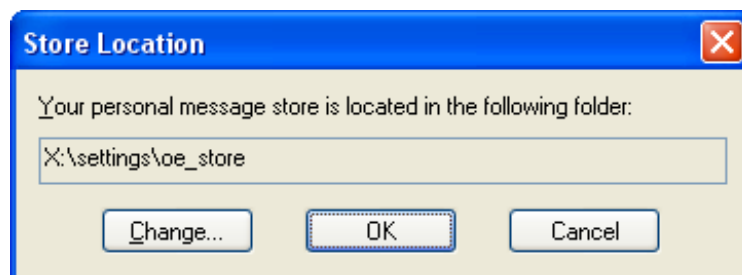 Store Location
Your personal message store is located in the following folder:
X:\settings\oe_store
Change... OK Cancel